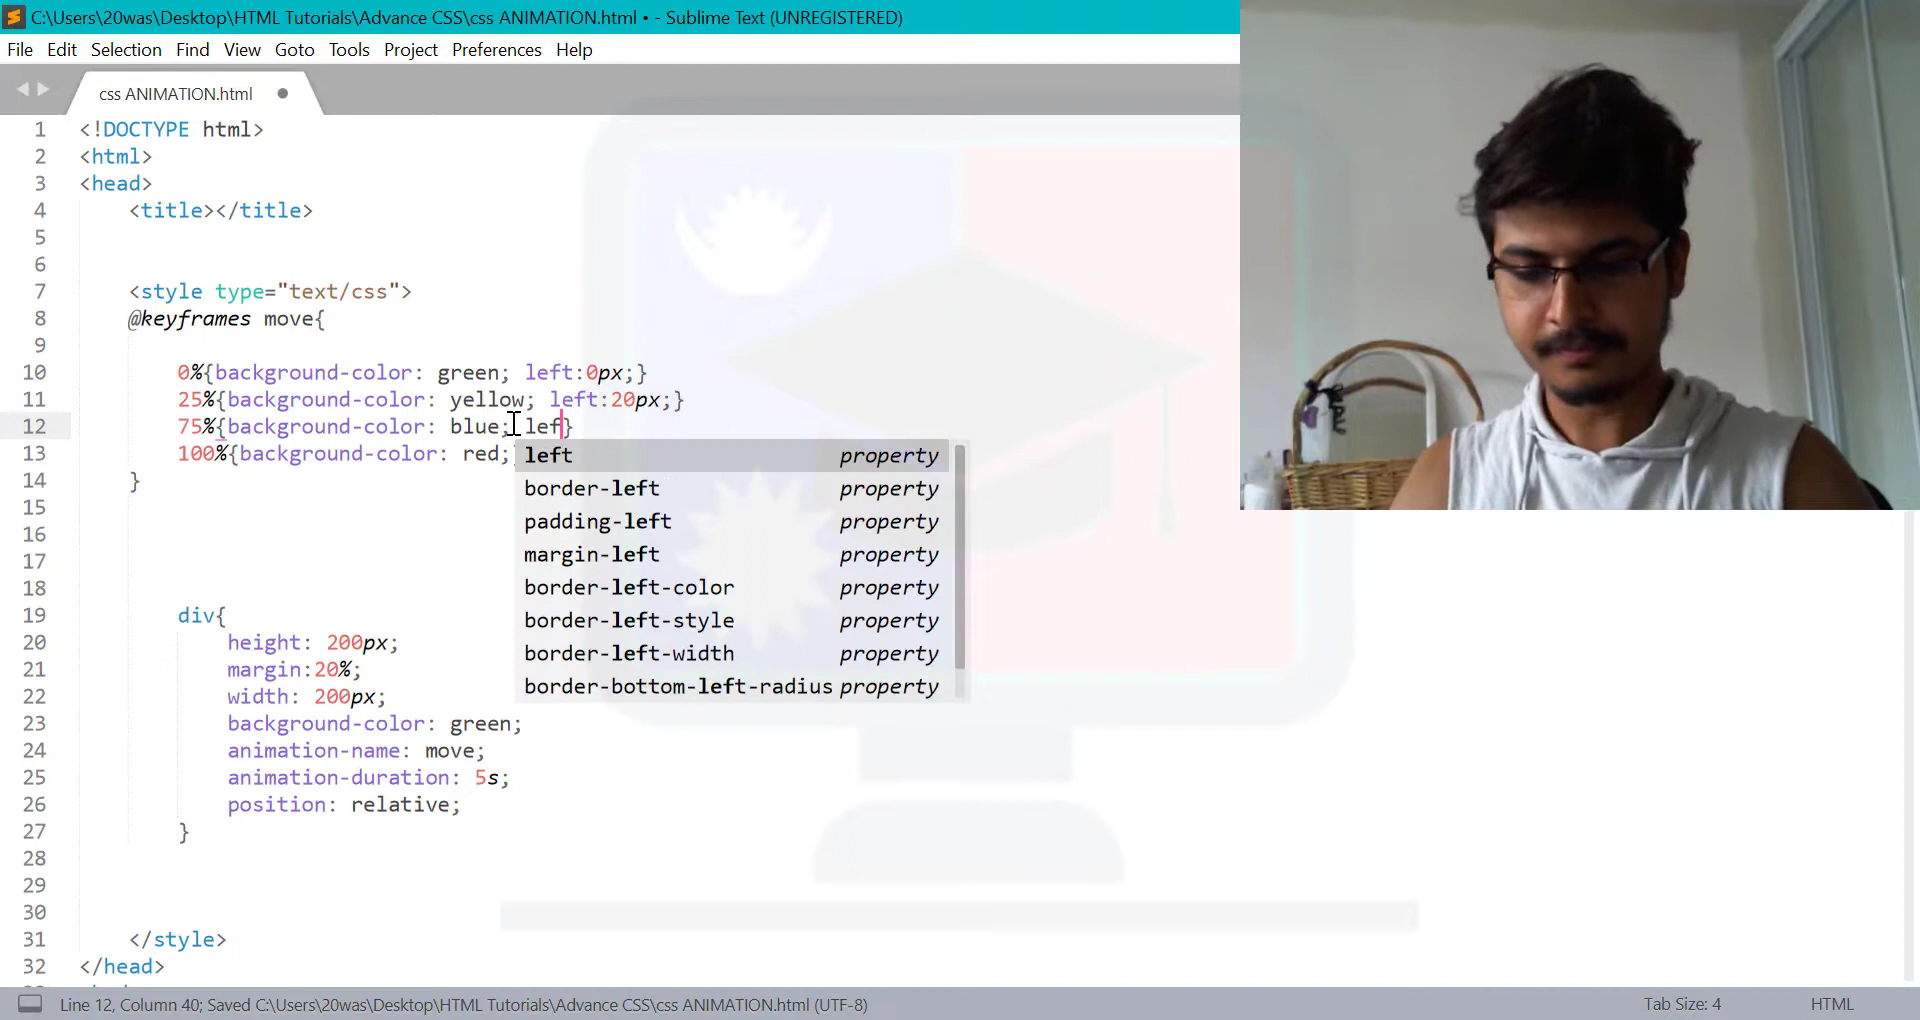 C:\Users\20was\Desktop\HTML Tutorials\Advance CSS\css ANIMATION.html • - Sublime Text (UNREGISTERED)
File Edit Selection Find View Goto Tools Project Preferences Help
css ANIMATION.html
1 <!DOCTYPE html>
2 <html>
3 <head>
4 <title></title>
5
6
7 <style type="text/css">
8 @keyframes move{
9
10 0%{background-color: green; left:0px;}
11 25%{background-color: yellow; left:20px;}
12 75%{background-color: blue; lef}
13 100%{background-color: red;
left property
14 }
border-left property
15
padding-left property
16
margin-left property
17
border-left-color property
18
19 div{
border-left-style property
20 height: 200px;
border-left-width property
21 margin:20%;
border-bottom-left-radius property
22 width: 200px;
23 background-color: green;
24 animation-name: move;
25 animation-duration: 5s;
26 position: relative;
27 }
28
29
30
31 </style>
32 </head>
Line 12, Column 40; Saved C:\Users\20was\Desktop\HTML Tutorials\Advance CSS\css ANIMATION.html (UTF-8) Tab Size: 4 HTML